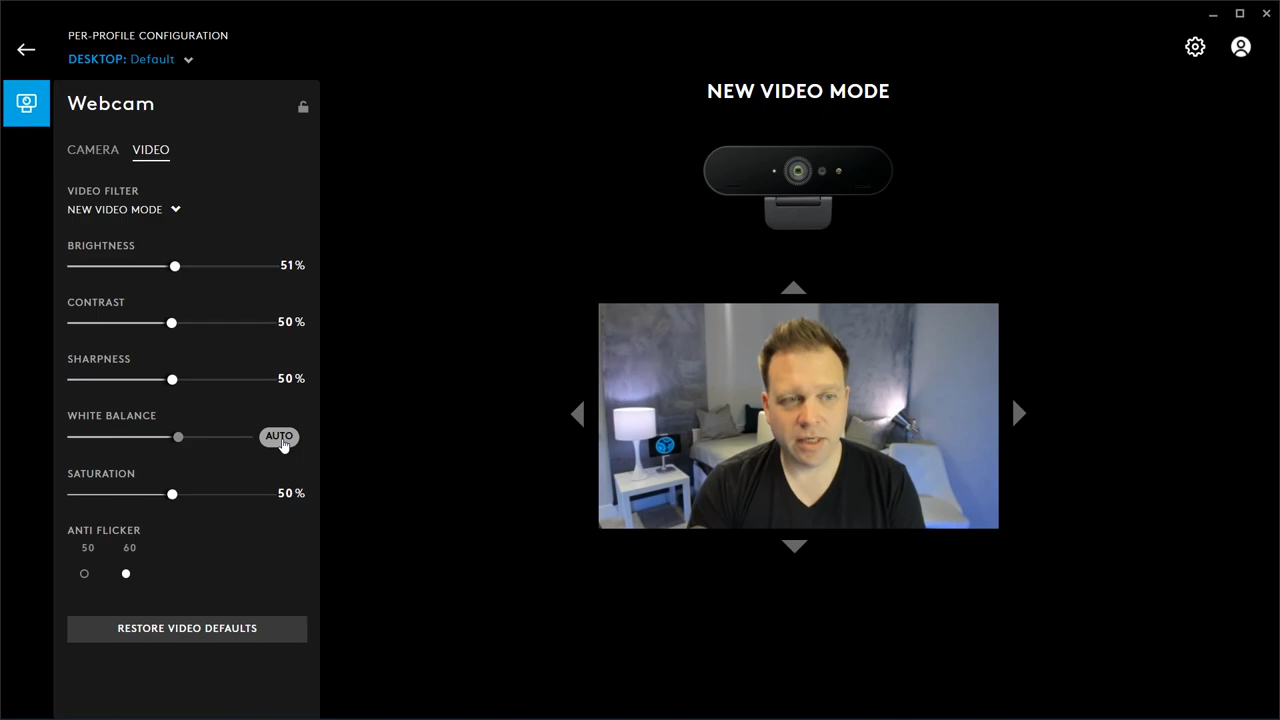 PER-PROFILE CONFIGURATION
DESKTOP: Default
Webcam
CAMERA VIDEO
VIDEO FILTER
NEW VIDEO MODE
BRIGHTNESS
51%
CONTRAST
50%
SHARPNESS
50%
WHITE BALANCE
AUTO
SATURATION
50%
ANTI FLICKER
50 60
RESTORE VIDEO DEFAULTS
NEW VIDEO MODE